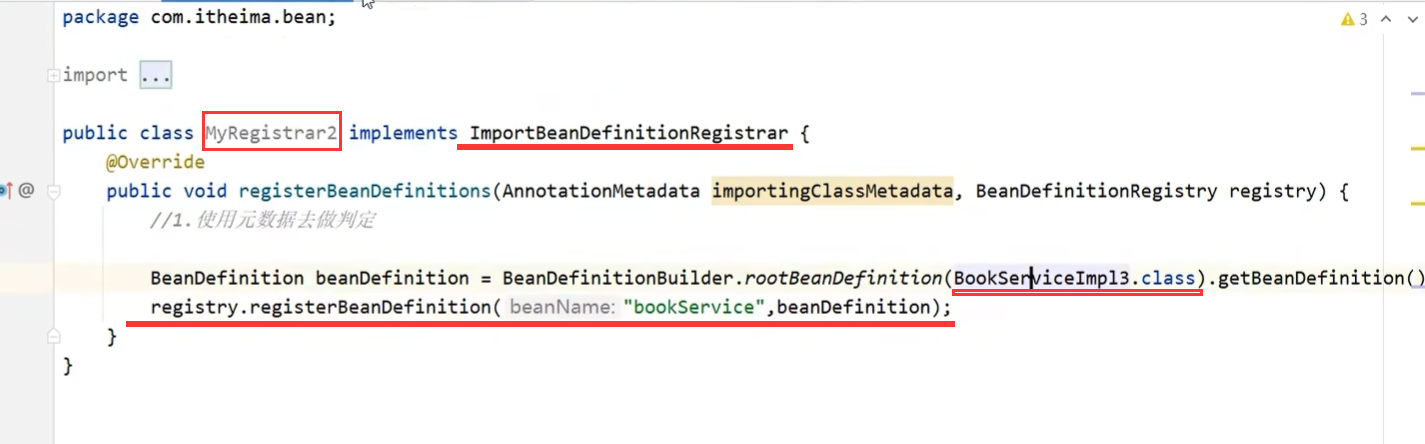 package com.itheima.bean;
3
import ...
public class MyRegistrar2 implements ImportBeanDefinitionRegistrar {
@Override
@ public void registerBeanDefinitions(AnnotationMetadata importingClassMetadata, BeanDefinitionRegistry registry) {
//1.使用元数据去做判定
BeanDefinition beanDefinition = BeanDefinitionBuilder.rootBeanDefinition(BookServiceImpl3.class).getBeanDefinition()
registry.registerBeanDefinition( beanName: "bookService",beanDefinition);
}
}